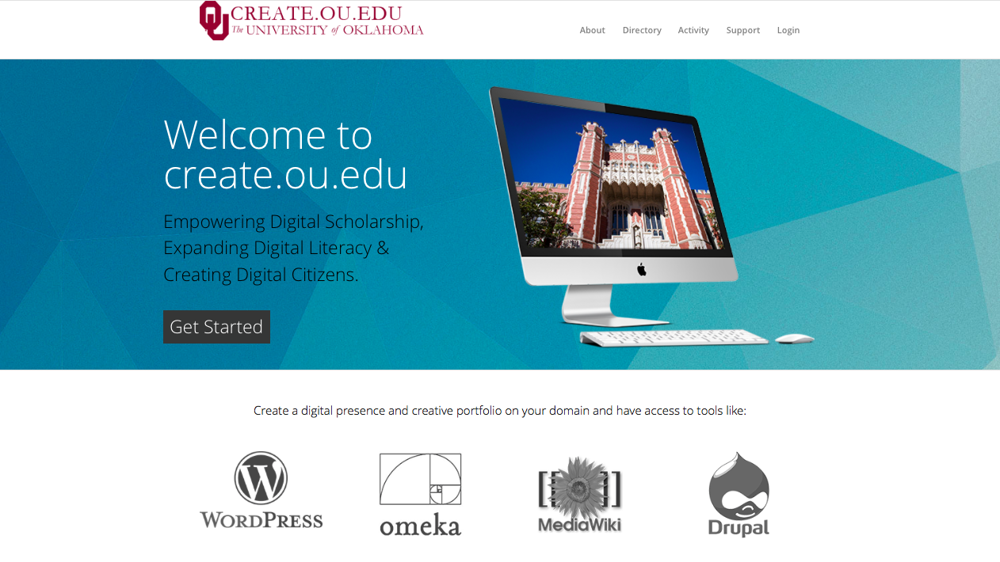 OU CREATE.OU.EDU
The UNIVERSITY of OKLAHOMA
About Directory Activity Support Login
Welcome to
create.ou.edu
Empowering Digital Scholarship,
Expanding Digital Literacy &
Creating Digital Citizens.
Get Started
Create a digital presence and creative portfolio on your domain and have access to tools like:
W
[[ ]]
WORDPRESS omeka MediaWiki Drupal